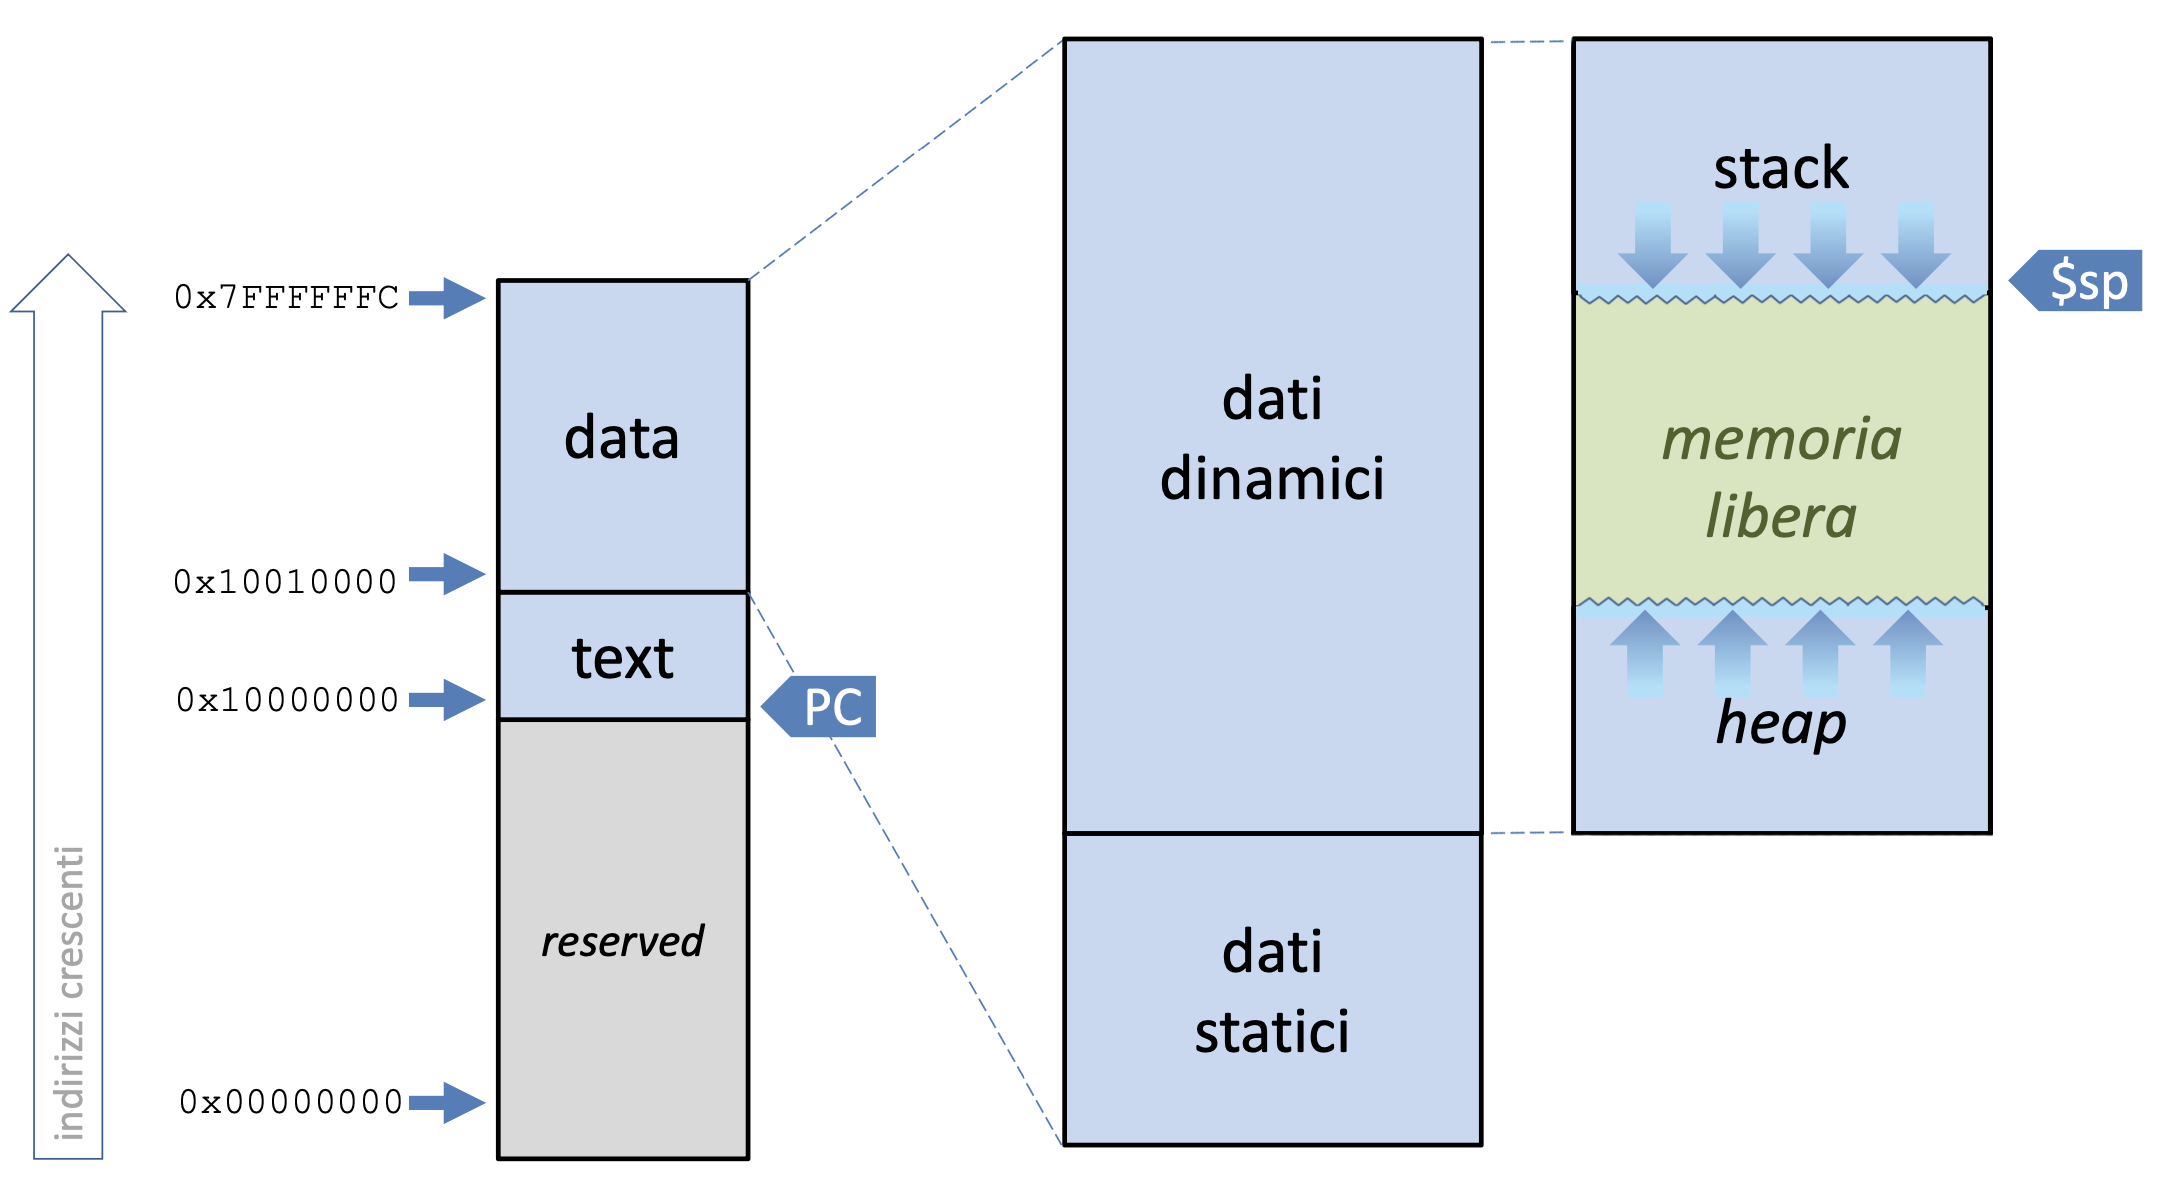 indirizzi crescenti
0x7FFFFFFC
0x10010000
0x10000000
0x00000000
data
text
reserved
PC
dati
dinamici
dati
statici
stack
memoria
libera
heap
$sp